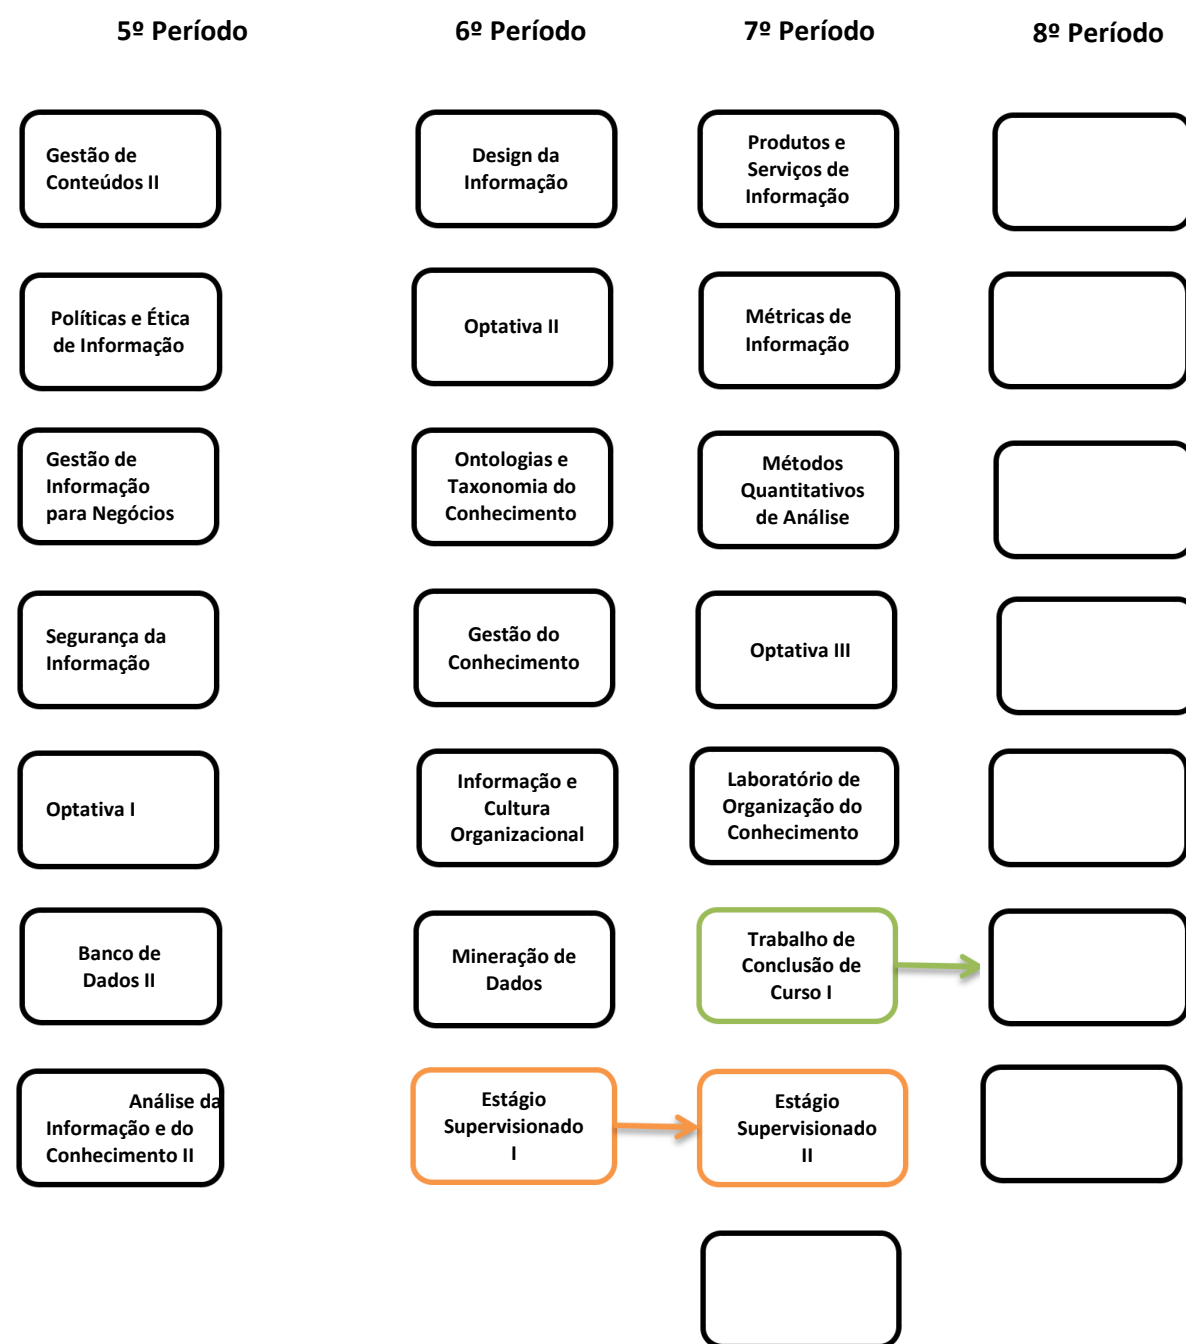 5º Período
6º Período
7º Período
8º Período
Gestão de
Conteúdos II
Design da
Informação
Produtos e
Serviços de
Informação
Políticas e Ética
de Informação
Optativa II
Métricas de
Informação
Gestão de
Informação
para Negócios
Ontologias e
Taxonomia do
Conhecimento
Métodos
Quantitativos
de Análise
Segurança da
Informação
Gestão do
Conhecimento
Optativa III
Optativa I
Informação e
Cultura
Organizacional
Laboratório de
Organização do
Conhecimento
Banco de
Dados II
Mineração de
Dados
Trabalho de
Conclusão de
Curso I
Análise da
Informação e do
Conhecimento II
Estágio
Supervisionado
I
Estágio
Supervisionado
II